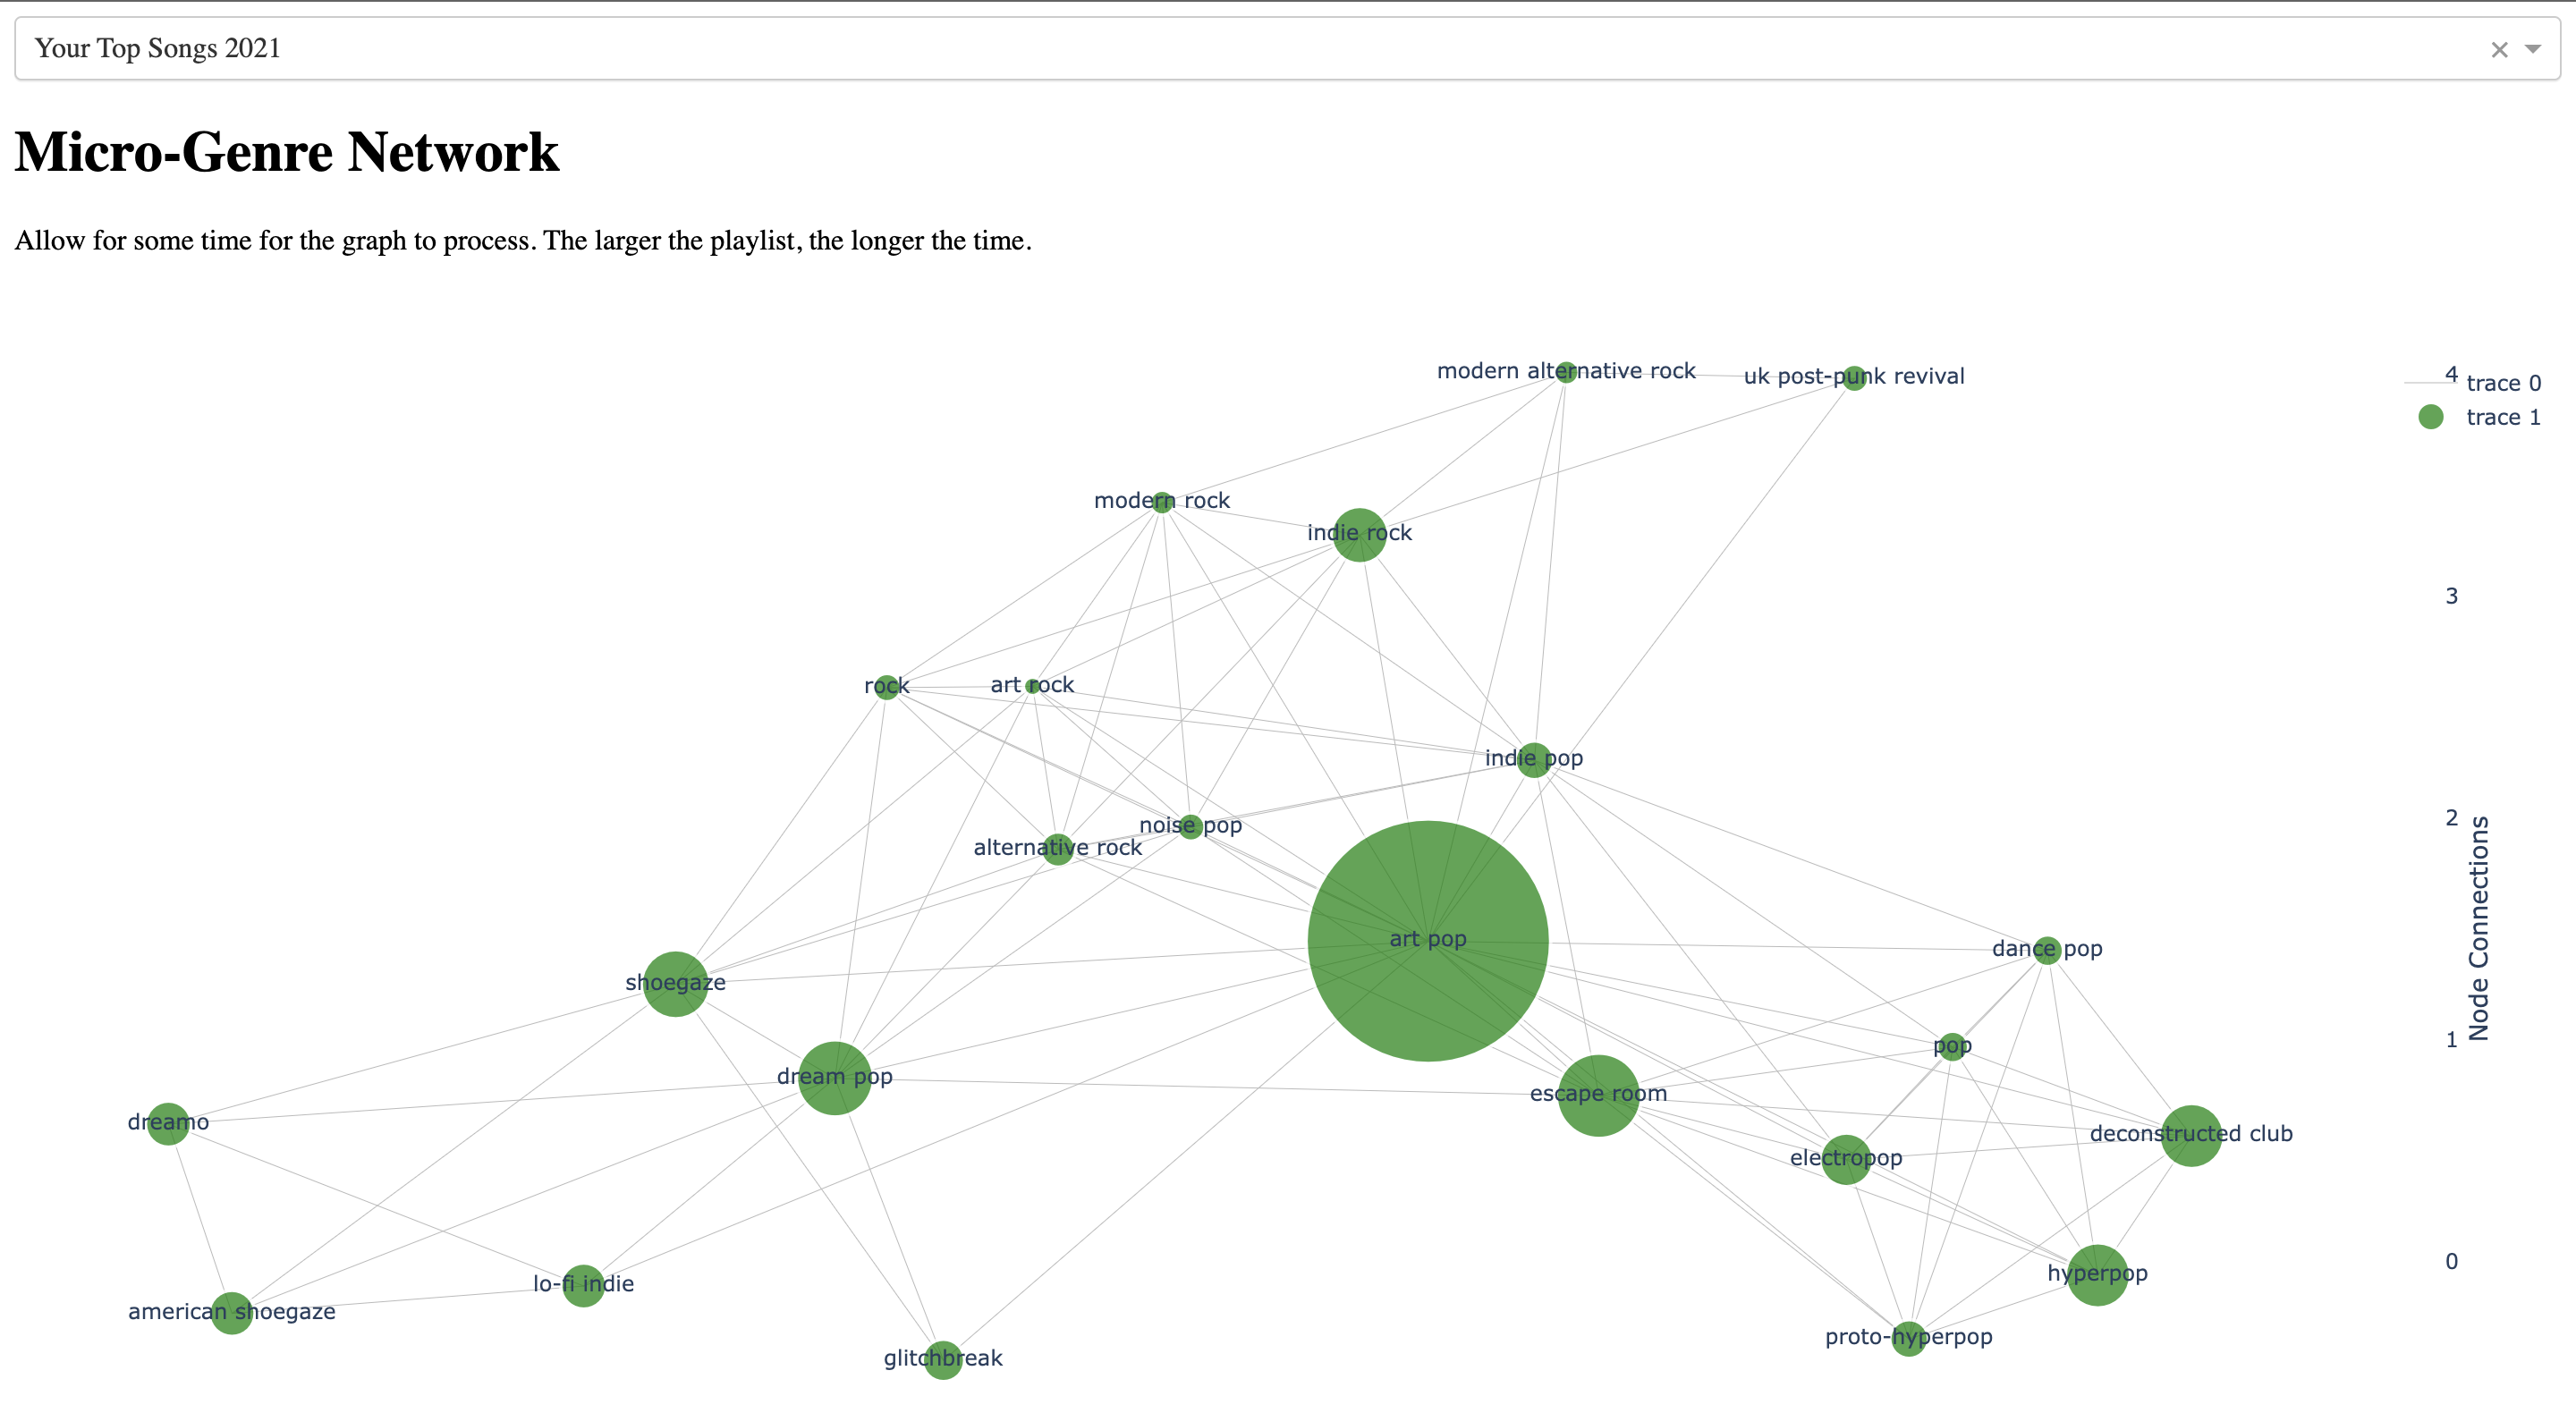 Your Top Songs 2021
Micro-Genre Network
Allow for some time for the graph to process. The larger the playlist, the longer the time.
modern alternative rock
uk post-punk revival
4
trace 0
trace 1
modern rock
indie rock
3
rock
art rock
indie pop
2
noise pop
alternative rock
Node Connections
art pop
dance pop
shoegaze
1
pop
dream pop
escape room
dreamo
deconstructed club
electropop
0
hyperpop
lo-fi indie
american shoegaze
proto-hyperpop
glitchbreak